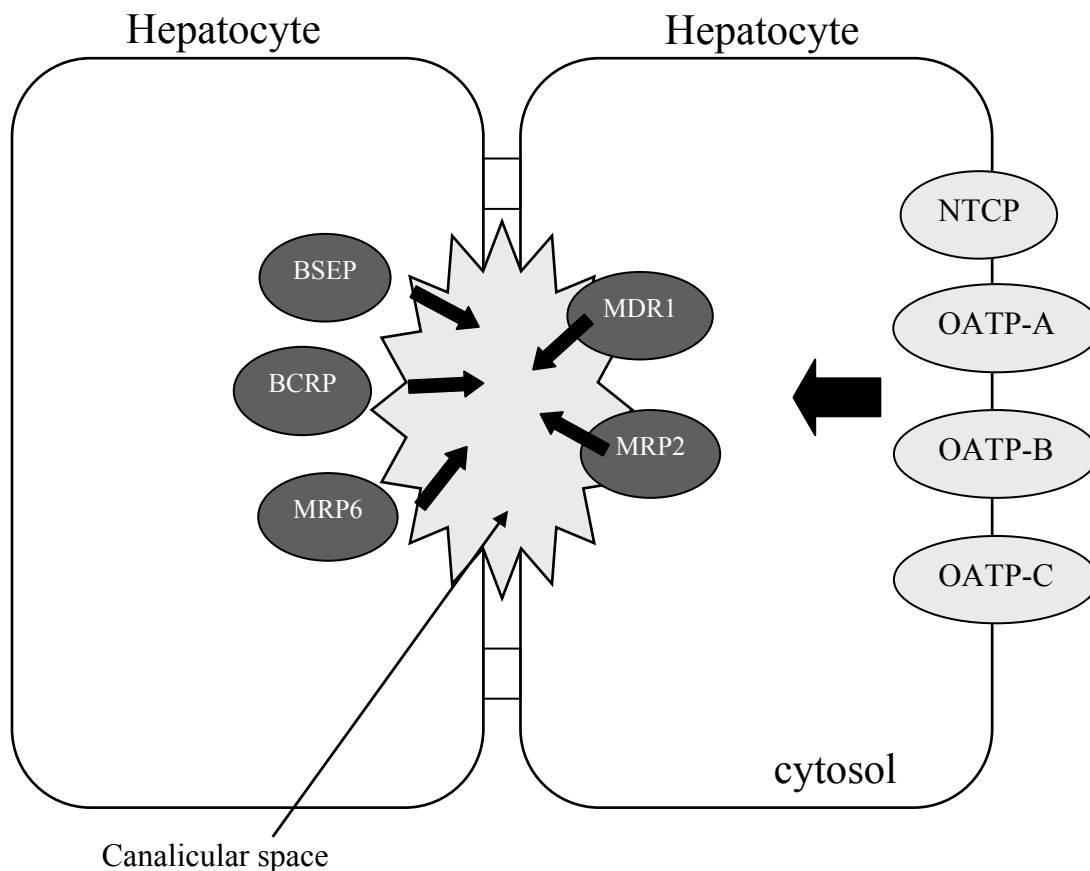 Hepatocyte
Hepatocyte
NTCP
BSEP
MDR1
OATP-A
BCRP
OATP-B
MRP2
MRP6
OATP-C
cytosol
Canalicular space